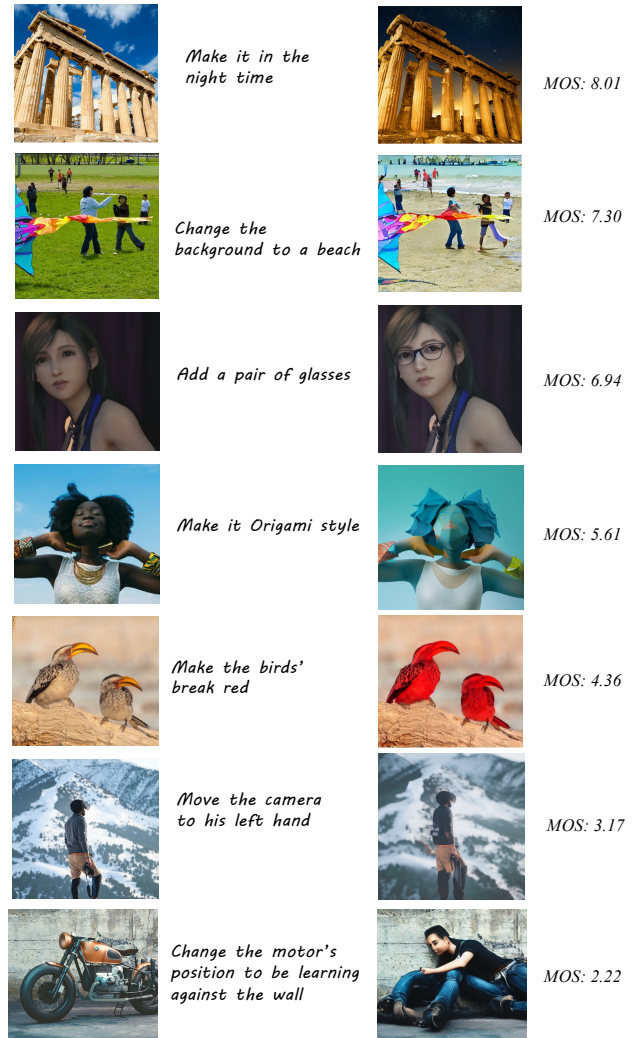 Make it in the
night time
MOS: 8.01
Change the
background to a beach
MOS: 7.30
Add a pair of glasses
MOS: 6.94
Make it Origami style
MOS: 5.61
Make the birds'
break red
MOS: 4.36
Move the camera
to his left hand
MOS: 3.17
Change the motor's
position to be learning
against the wall
MOS: 2.22